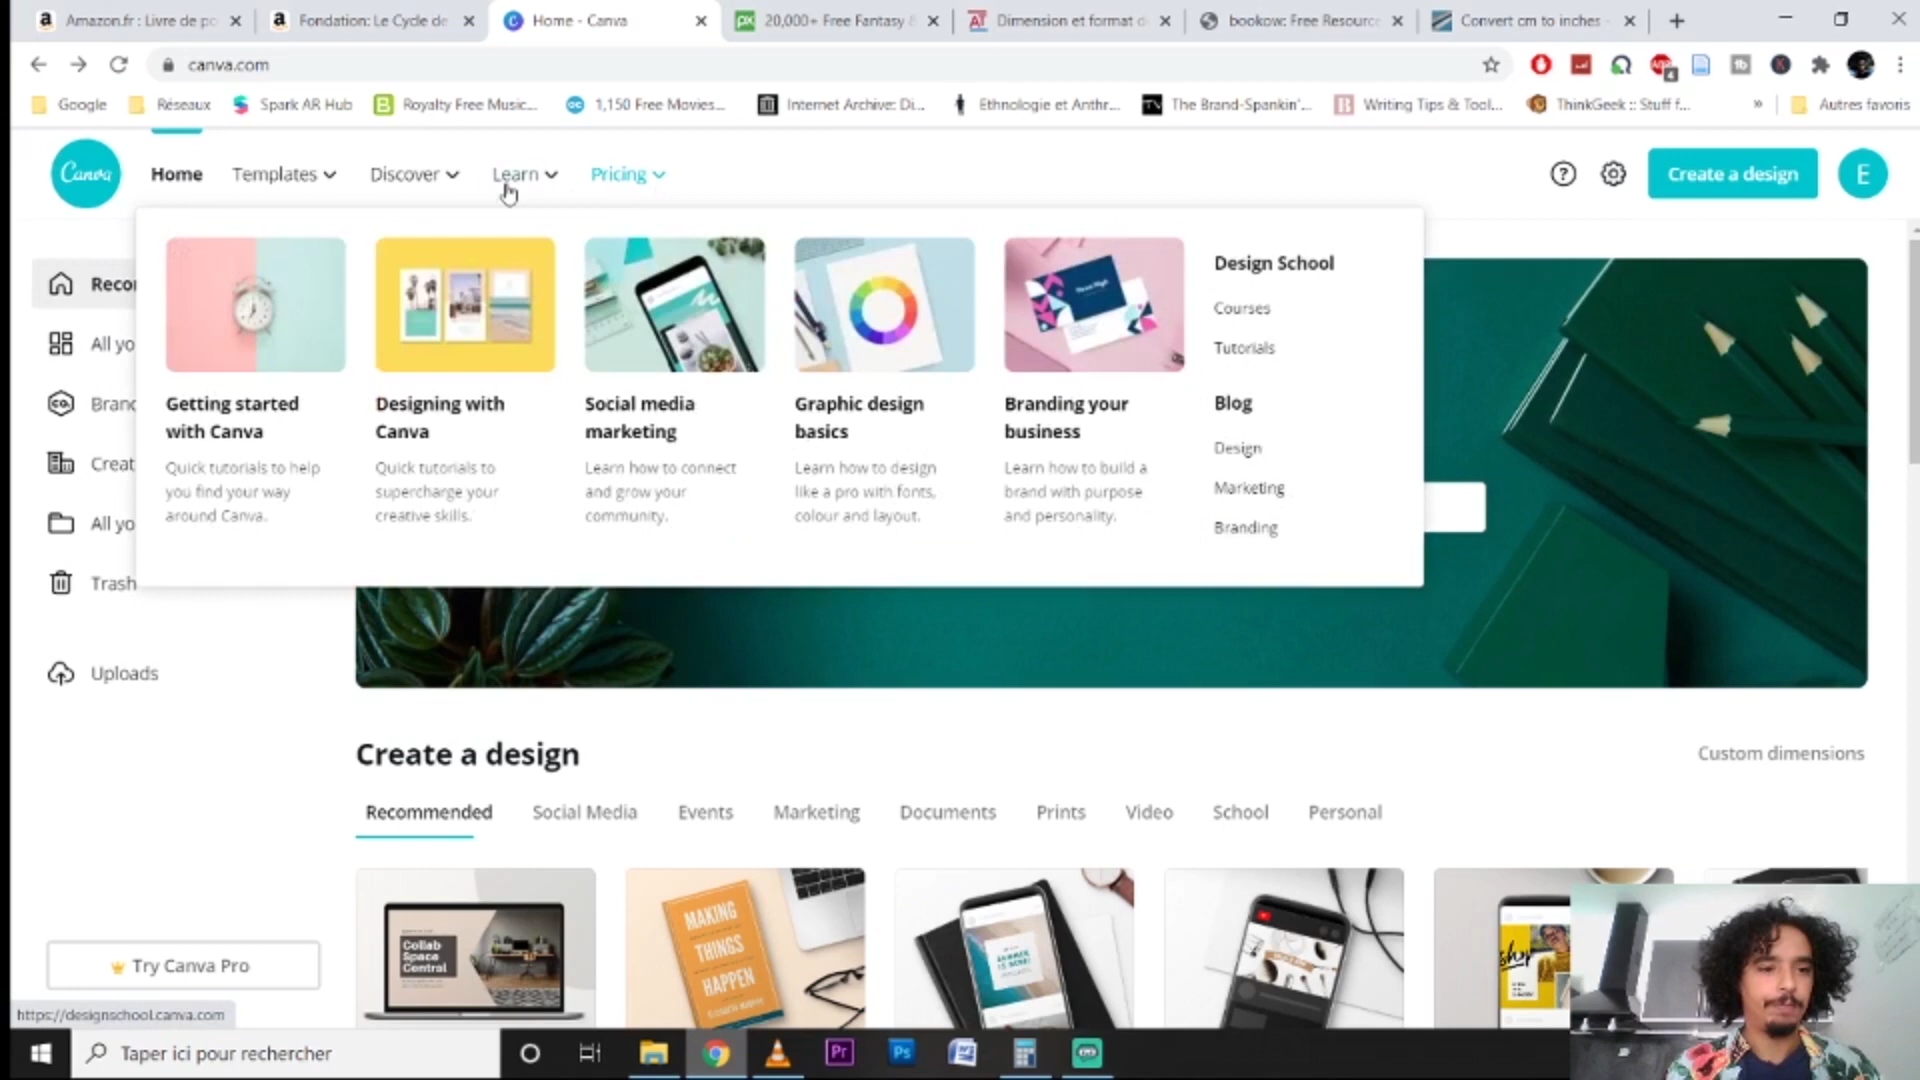 Amazon.fr : Livre de po
Fondation: Le Cycle de
Home - Canva
20,000+ Free Fantasy &
Dimension et format d
bookow: Free Resource
Convert cm to inches -
canva.com
Google
Réseaux
Spark AR Hub
Royalty Free Music...
1,150 Free Movies...
Internet Archive: Di...
Ethnologie et Anthr...
The Brand-Spankin'...
Writing Tips & Tool...
ThinkGeek :: Stuff f...
»
Autres favoris
Canva
Home
Templates
Discover
Learn
Pricing
Create a design
E
Recor
All yo
Branc
Creat
All yo
Trash
Uploads
Getting started
with Canva
Quick tutorials to help
you find your way
around Canva.
Designing with
Canva
Quick tutorials to
supercharge your
creative skills.
Social media
marketing
Learn how to connect
and grow your
community.
Graphic design
basics
Learn how to design
like a pro with fonts,
colour and layout.
Branding your
business
Learn how to build a
brand with purpose
and personality.
Design School
Courses
Tutorials
Blog
Design
Marketing
Branding
Create a design
Custom dimensions
Recommended
Social Media
Events
Marketing
Documents
Prints
Video
School
Personal
Collab
Space
Control
MAKING
THINGS
HAPPEN
Try Canva Pro
https://designschool.canva.com
Taper ici pour rechercher
Pr
Ps